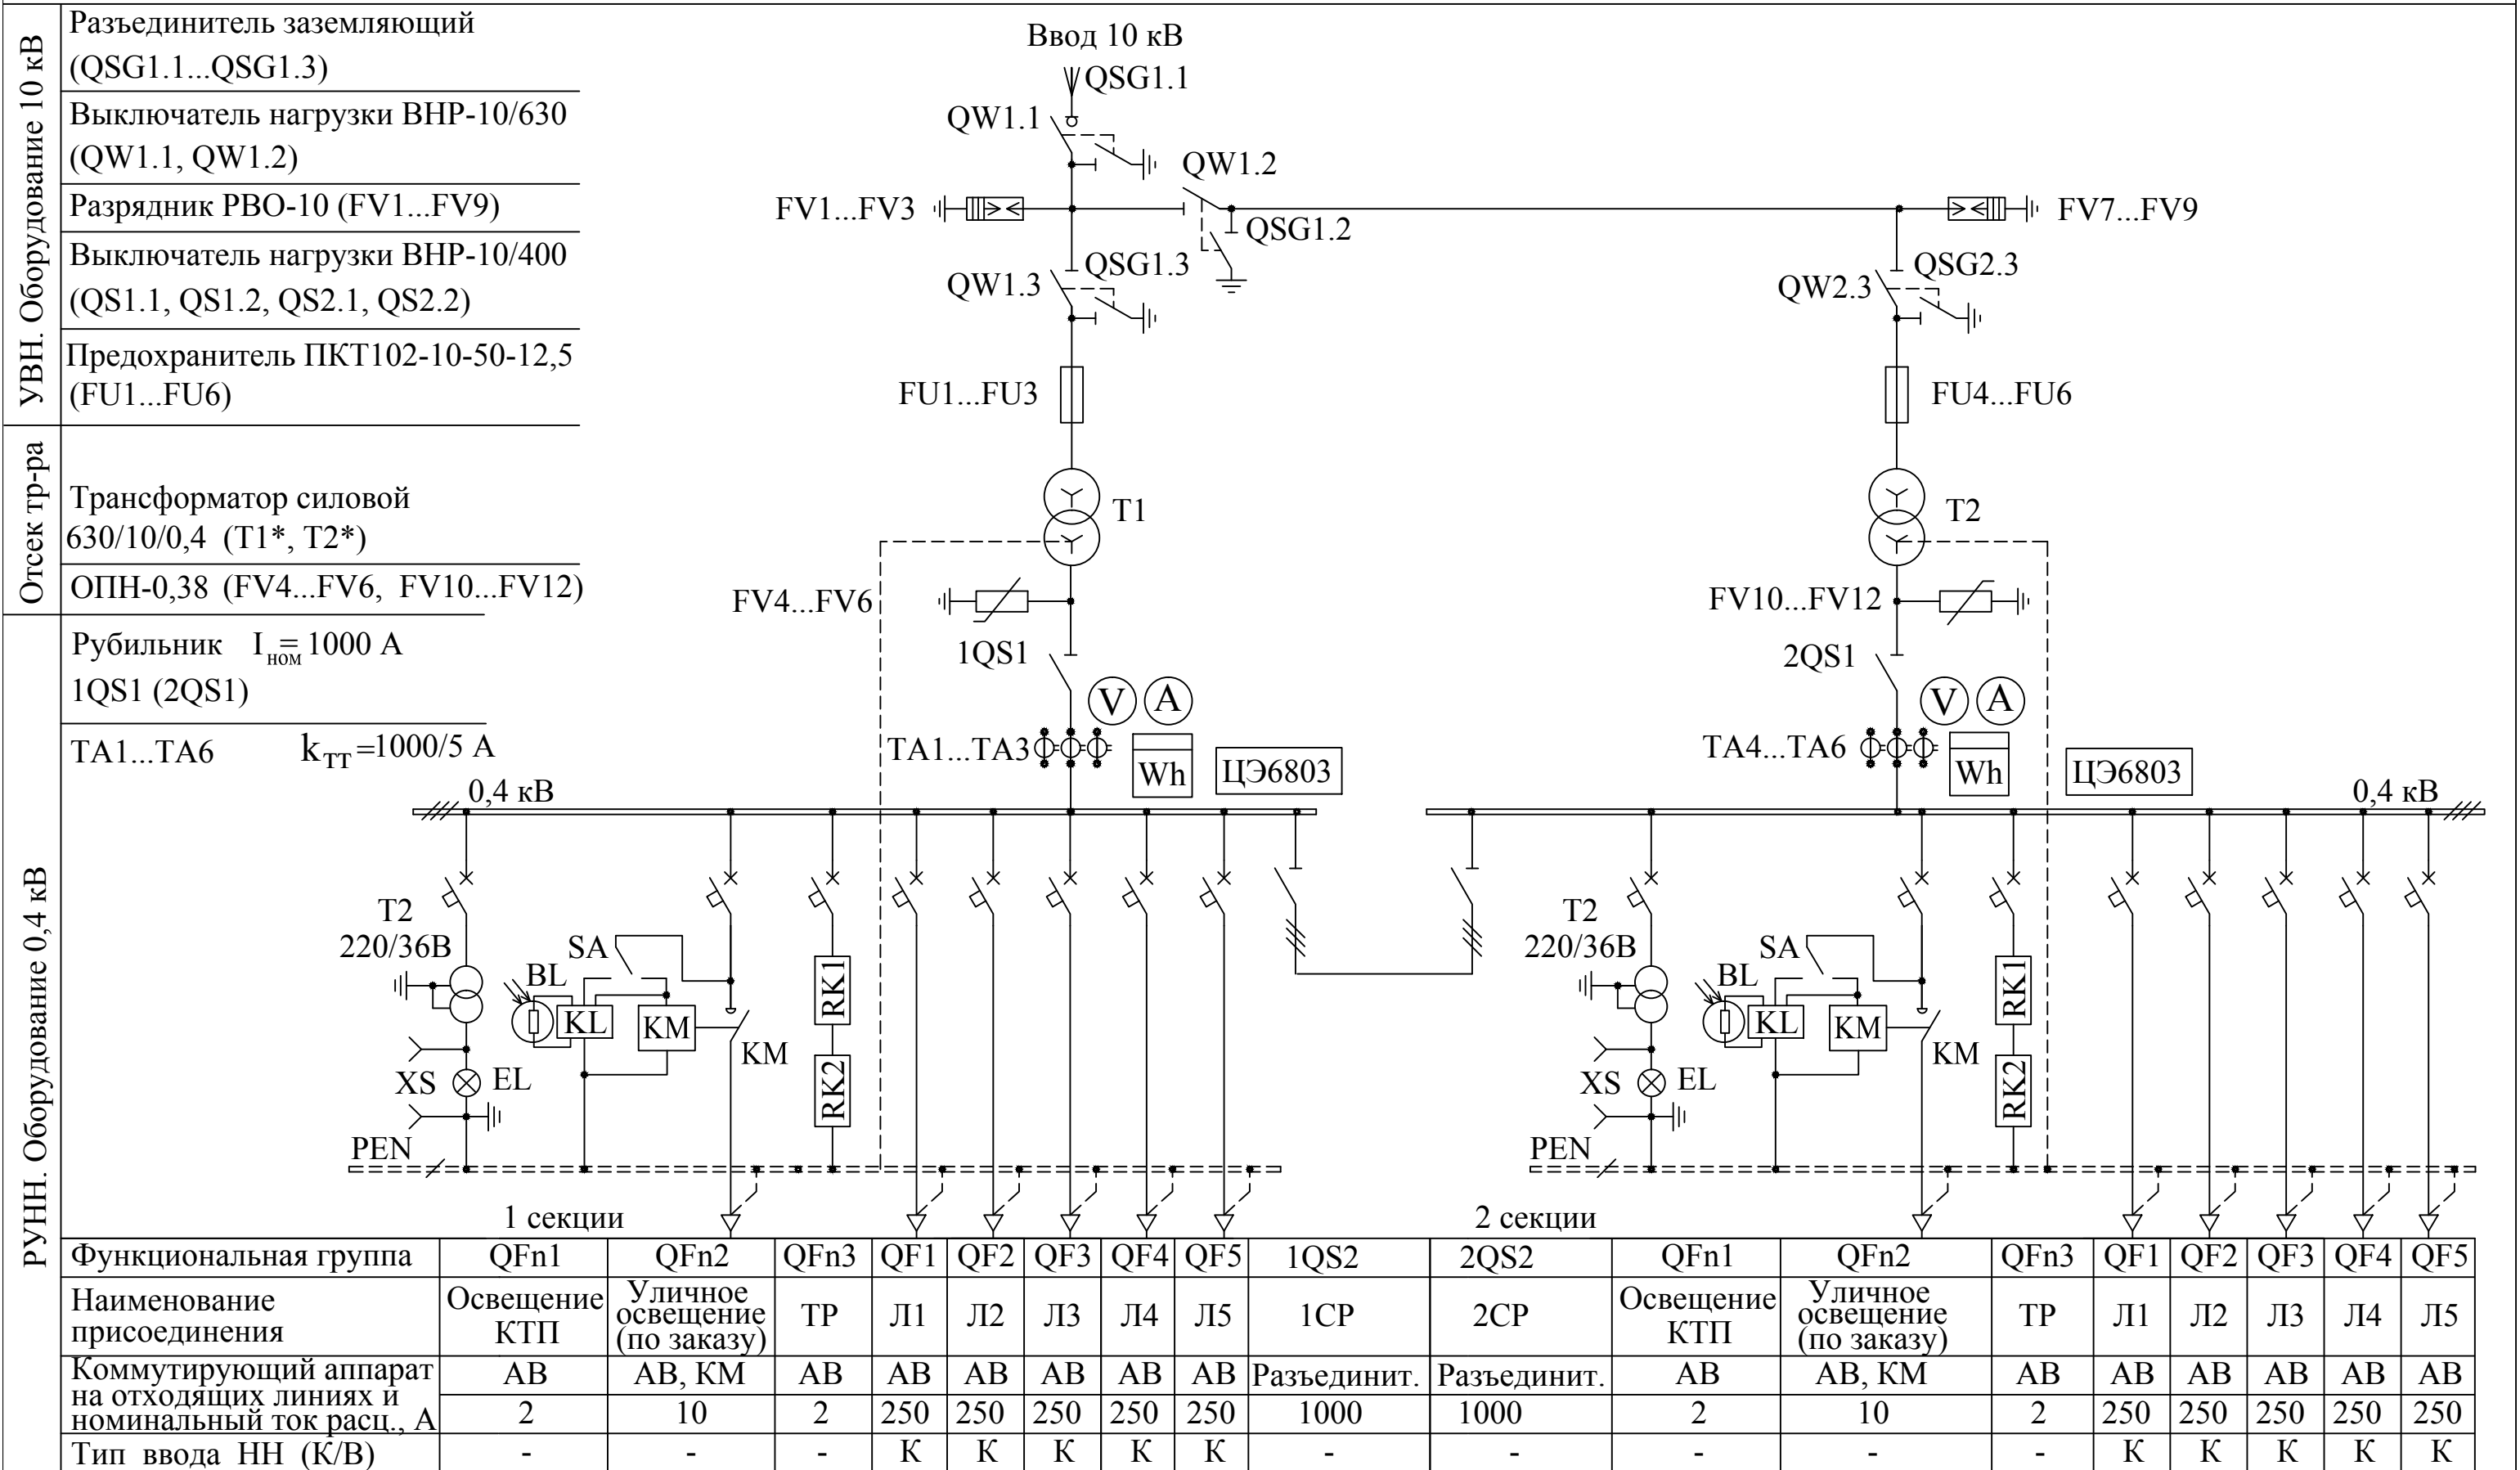 УВН. Оборудование 10 кВ
Разъединитель заземляющий
(QSG1.1...QSG1.3)
Выключатель нагрузки ВНР-10/630
(QW1.1, QW1.2)
Разрядник РВО-10 (FV1...FV9)
Выключатель нагрузки ВНР-10/400
(QS1.1, QS1.2, QS2.1, QS2.2)
Предохранитель ПКТ102-10-50-12,5
(FU1...FU6)
Отсек тр-ра
Трансформатор силовой
630/10/0,4 (Т1*, Т2*)
ОПН-0,38 (FV4...FV6, FV10...FV12)
РУНН. Оборудование 0,4 кВ
Рубильник Iном = 1000 А
1QS1 (2QS1)
ТА1...ТА6 kТТ =1000/5 А
Ввод 10 кВ
QSG1.1
QW1.1
QW1.2
FV1...FV3
QSG1.2
FV7...FV9
QW1.3
QSG1.3
QW2.3
QSG2.3
FU1...FU3
FU4...FU6
Т1
Т2
FV4...FV6
FV10...FV12
1QS1
2QS1
V
A
V
A
ТА1...ТА3
Wh
ЦЭ6803
ТА4...ТА6
Wh
ЦЭ6803
0,4 кВ
0,4 кВ
Т2
220/36В
SA
BL
KL
KM
KM
RK1
RK2
XS
EL
PEN
1 секции
Т2
220/36В
SA
BL
KL
KM
KM
RK1
RK2
XS
EL
PEN
2 секции
Функциональная группа QFn1 QFn2 QFn3 QF1 QF2 QF3 QF4 QF5 1QS2 2QS2 QFn1 QFn2 QFn3 QF1 QF2 QF3 QF4 QF5
Наименование
присоединения
Освещение
КТП
Уличное
освещение
(по заказу)
ТР Л1 Л2 Л3 Л4 Л5 1СР 2СР
Освещение
КТП
Уличное
освещение
(по заказу)
ТР Л1 Л2 Л3 Л4 Л5
Коммутирующий аппарат
на отходящих линиях и
номинальный ток расц., А
АВ АВ, КМ АВ АВ АВ АВ АВ АВ Разъединит. Разъединит. АВ АВ, КМ АВ АВ АВ АВ АВ АВ
2 10 2 250 250 250 250 250 1000 1000 2 10 2 250 250 250 250 250
Тип ввода НН (К/В) - - - К К К К К - - - - - К К К К К